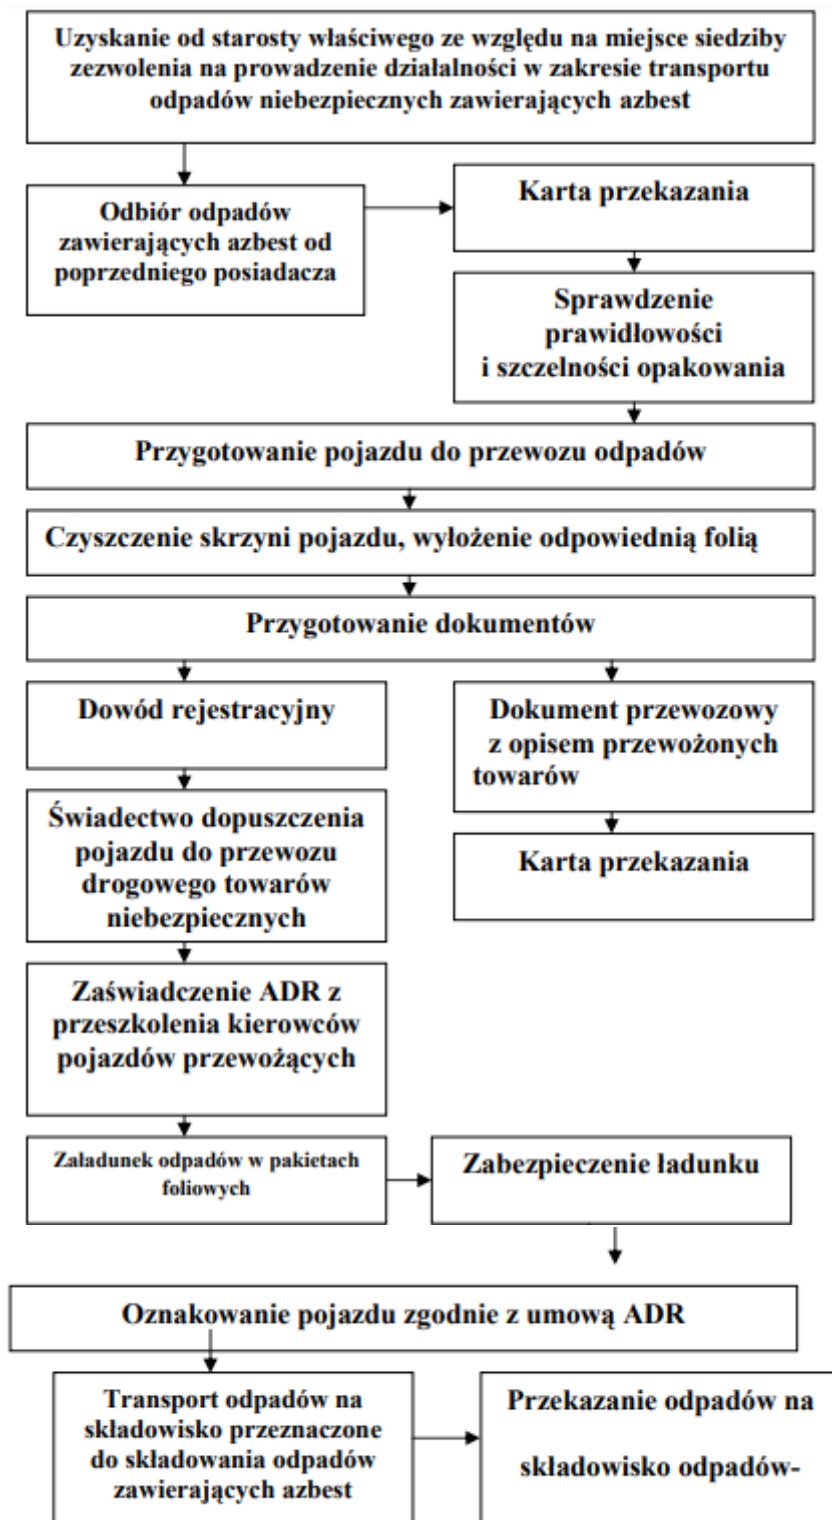 Uzyskanie od starosty właściwego ze względu na miejsce siedziby
zezwolenia na prowadzenie działalności w zakresie transportu
odpadów niebezpiecznych zawierających azbest
Odbiór odpadów
zawierających azbest od
poprzedniego posiadacza
Karta przekazania
Sprawdzenie
prawidłowości
i szczelności opakowania
Przygotowanie pojazdu do przewozu odpadów
Czyszczenie skrzyni pojazdu, wyłożenie odpowiednią folią
Przygotowanie dokumentów
Dowód rejestracyjny
Dokument przewozowy
z opisem przewożonych
towarów
Świadectwo dopuszczenia
pojazdu do przewozu
drogowego towarów
niebezpiecznych
Karta przekazania
Zaświadczenie ADR z
przeszkolenia kierowców
pojazdów przewożących
Załadunek odpadów w pakietach
foliowych
Zabezpieczenie ładunku
Oznakowanie pojazdu zgodnie z umową ADR
Transport odpadów na
składowisko przeznaczone
do składowania odpadów
zawierających azbest
Przekazanie odpadów na
składowisko odpadów-